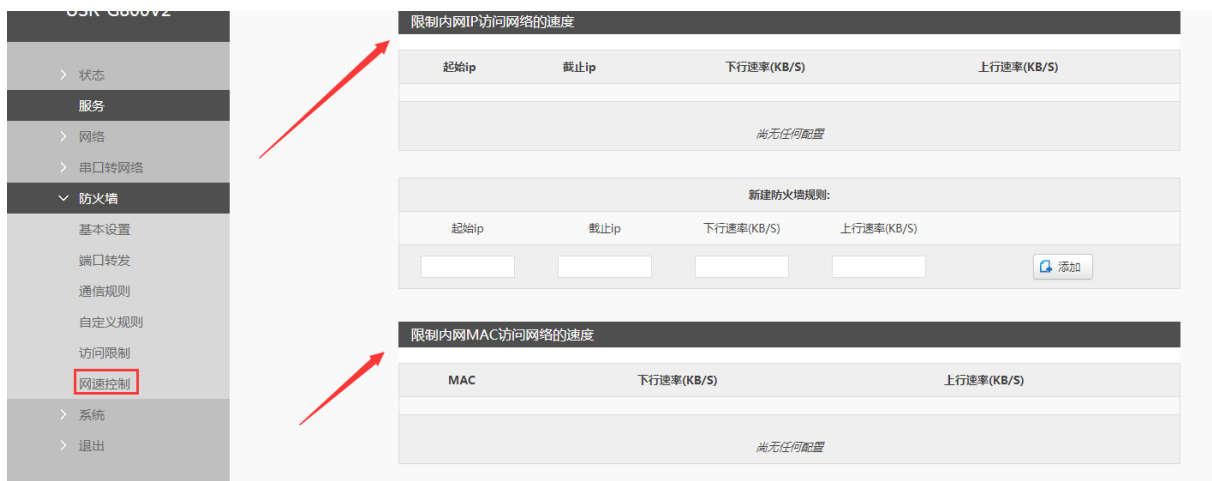 USR-G800V2
状态
服务
网络
串口转网络
防火墙
基本设置
端口转发
通信规则
自定义规则
访问限制
网速控制
系统
退出
限制内网IP访问网络的速度
起始ip 截止ip 下行速率(KB/S) 上行速率(KB/S)
尚无任何配置
新建防火墙规则:
起始ip 截止ip 下行速率(KB/S) 上行速率(KB/S)
添加
限制内网MAC访问网络的速度
MAC 下行速率(KB/S) 上行速率(KB/S)
尚无任何配置